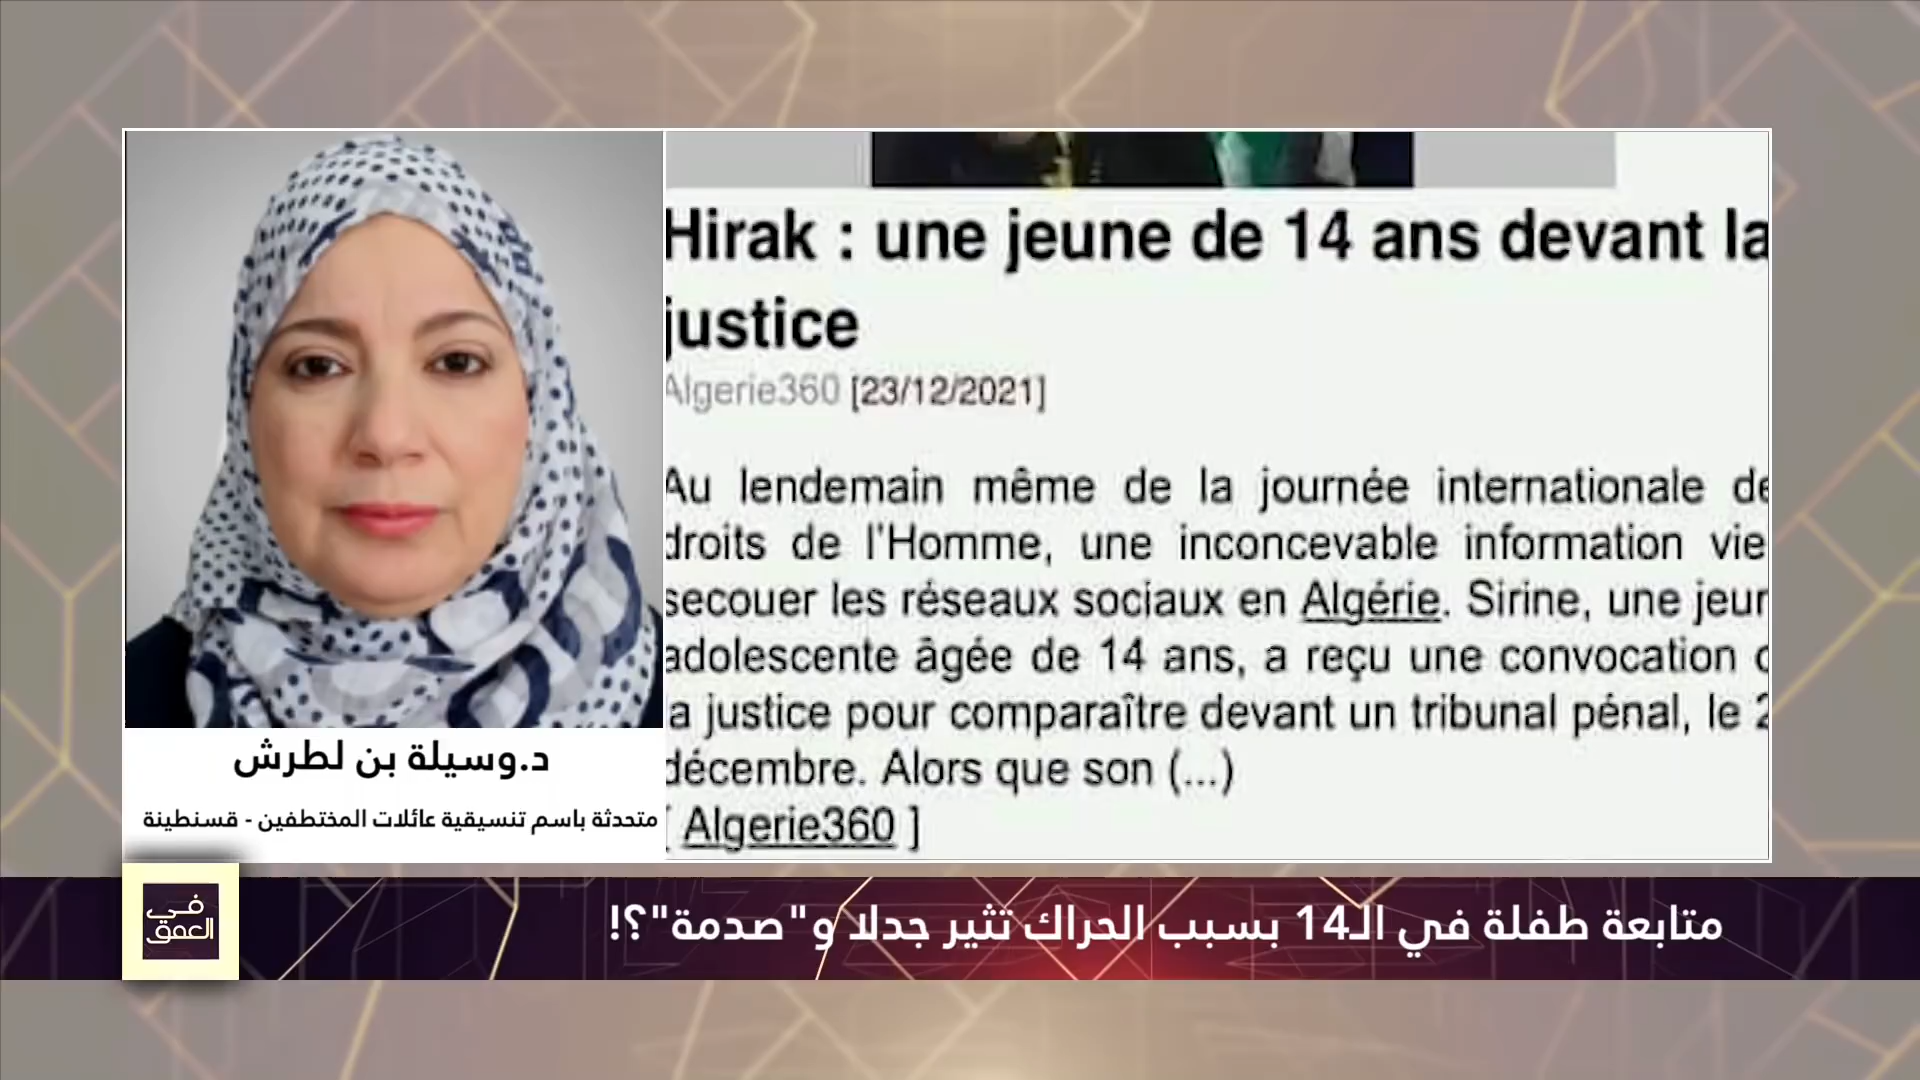 Hirak : une jeune de 14 ans devant la
justice
Algerie360 [23/12/2021]
Au lendemain même de la journée internationale de
droits de l'Homme, une inconcevable information vie
secouer les réseaux sociaux en Algérie. Sirine, une jeu
adolescente âgée de 14 ans, a reçu une convocation
la justice pour comparaître devant un tribunal pénal, le 2
décembre. Alors que son (...)
[ Algerie360 ]
د.وسيلة بن لطرش
متحدثة باسم تنسيقية عائلات المختطفين - قسنطينة
في
العمق
متابعة طفلة في الـ14 بسبب الحراك تثير جدلا و"صدمة"؟!